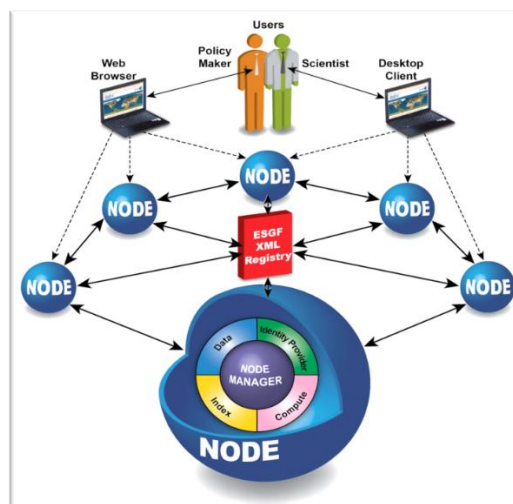 Users
Web
Browser
Policy
Maker
Scientist
Desktop
Client
NODE
NODE
NODE
NODE
NODE
ESGF
XML
Registry
Data
Identity Provider
NODE
MANAGER
Index
Compute
NODE